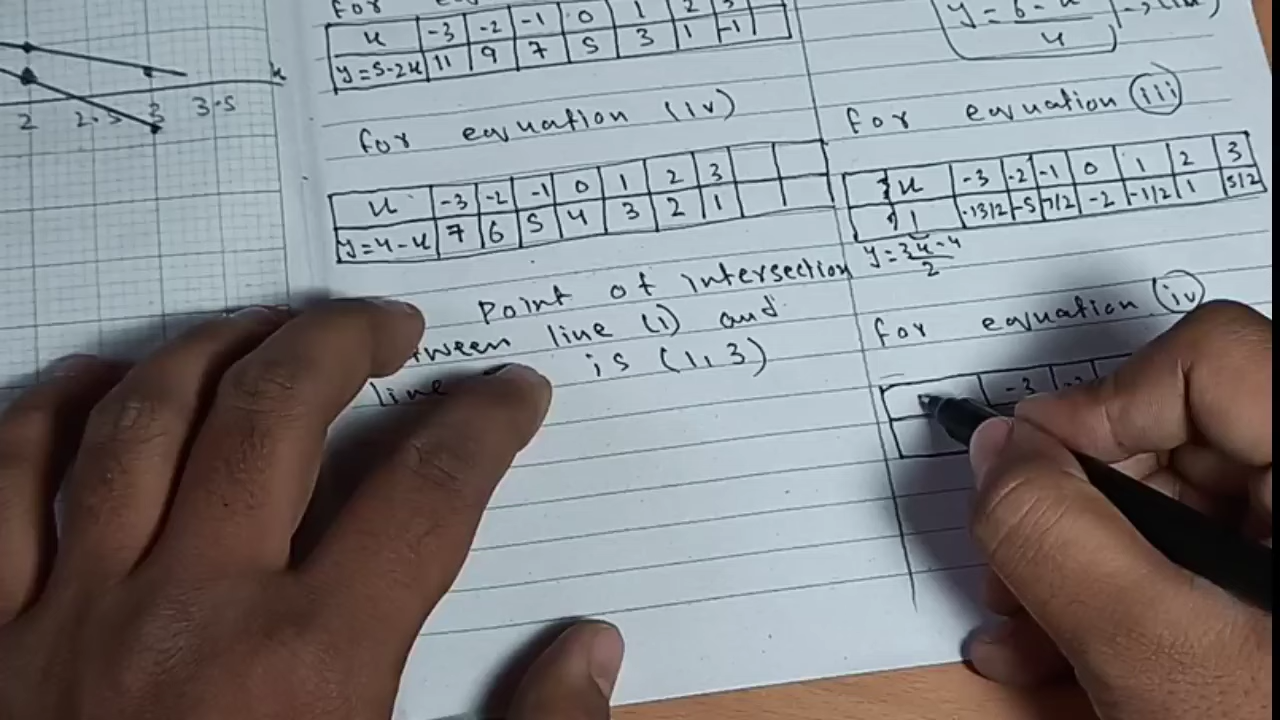 x
2 2.5 3 3.5
for
x -3 -2 -1 0 1 2 3
y=5-2x 11 9 7 5 3 1 -1
for equation (iv)
x -3 -2 -1 0 1 2 3
y=4-x 7 6 5 4 3 2 1
Point of intersection
line (i) and
line is (1,3)
y=6-x
4
for equation (iii)
x -3 -2 -1 0 1 2 3
-13/2 -5 7/2 -2 -1/2 1 5/2
y=3x-4
2
for equation (iv)
-3 -2